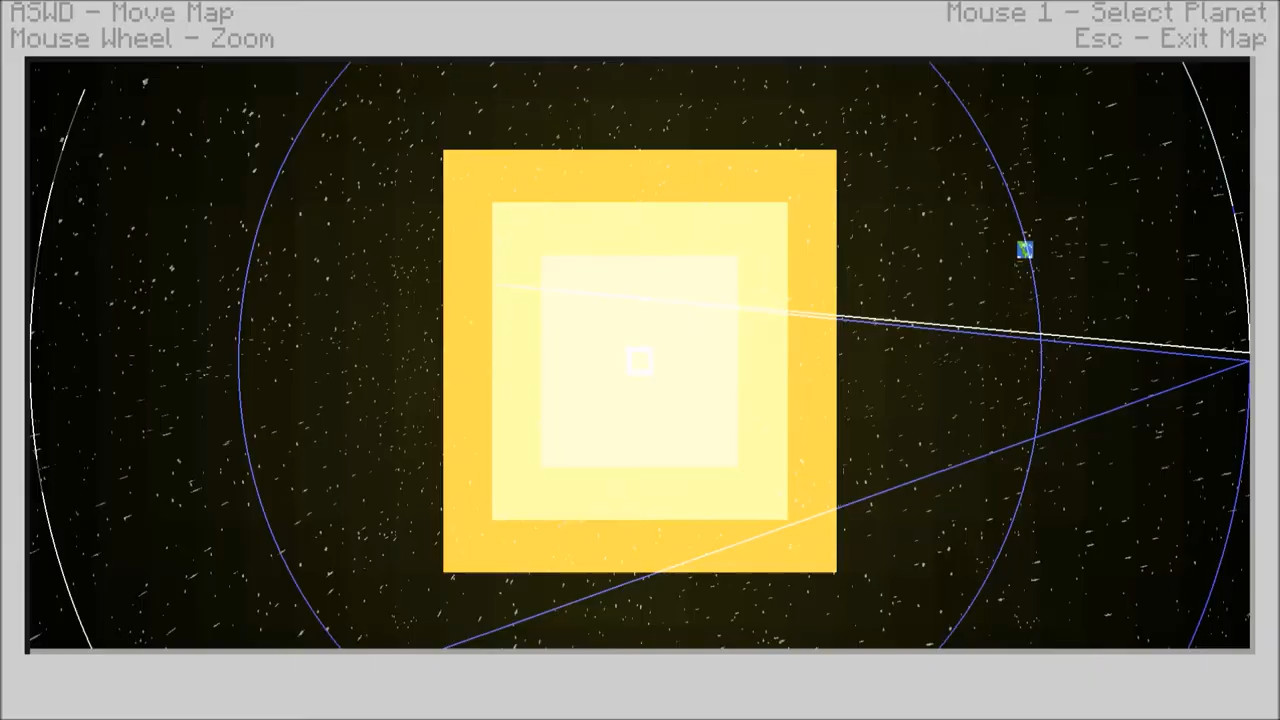 ASWD - Move Map
Mouse Wheel - Zoom
Mouse 1 - Select Planet
Esc - Exit Map